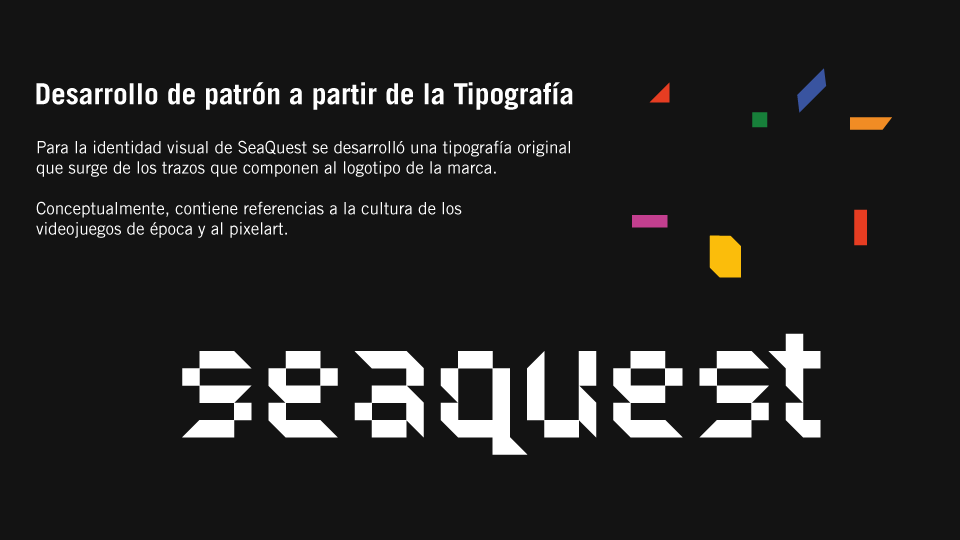 Desarrollo de patrón a partir de la Tipografía
Para la identidad visual de SeaQuest se desarrolló una tipografía original
que surge de los trazos que componen al logotipo de la marca.
Conceptualmente, contiene referencias a la cultura de los
videojuegos de época y al pixelart.
seaquest